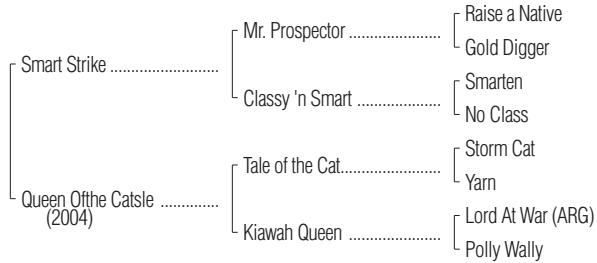 Raise a Native
Mr. Prospector ...................
Gold Digger
Smart Strike .......................
Smarten
Classy 'n Smart .................
No Class
Storm Cat
Tale of the Cat....................
Yarn
Queen Ofthe Catsle ............
(2004)
Lord At War (ARG)
Kiawah Queen ...................
Polly Wally